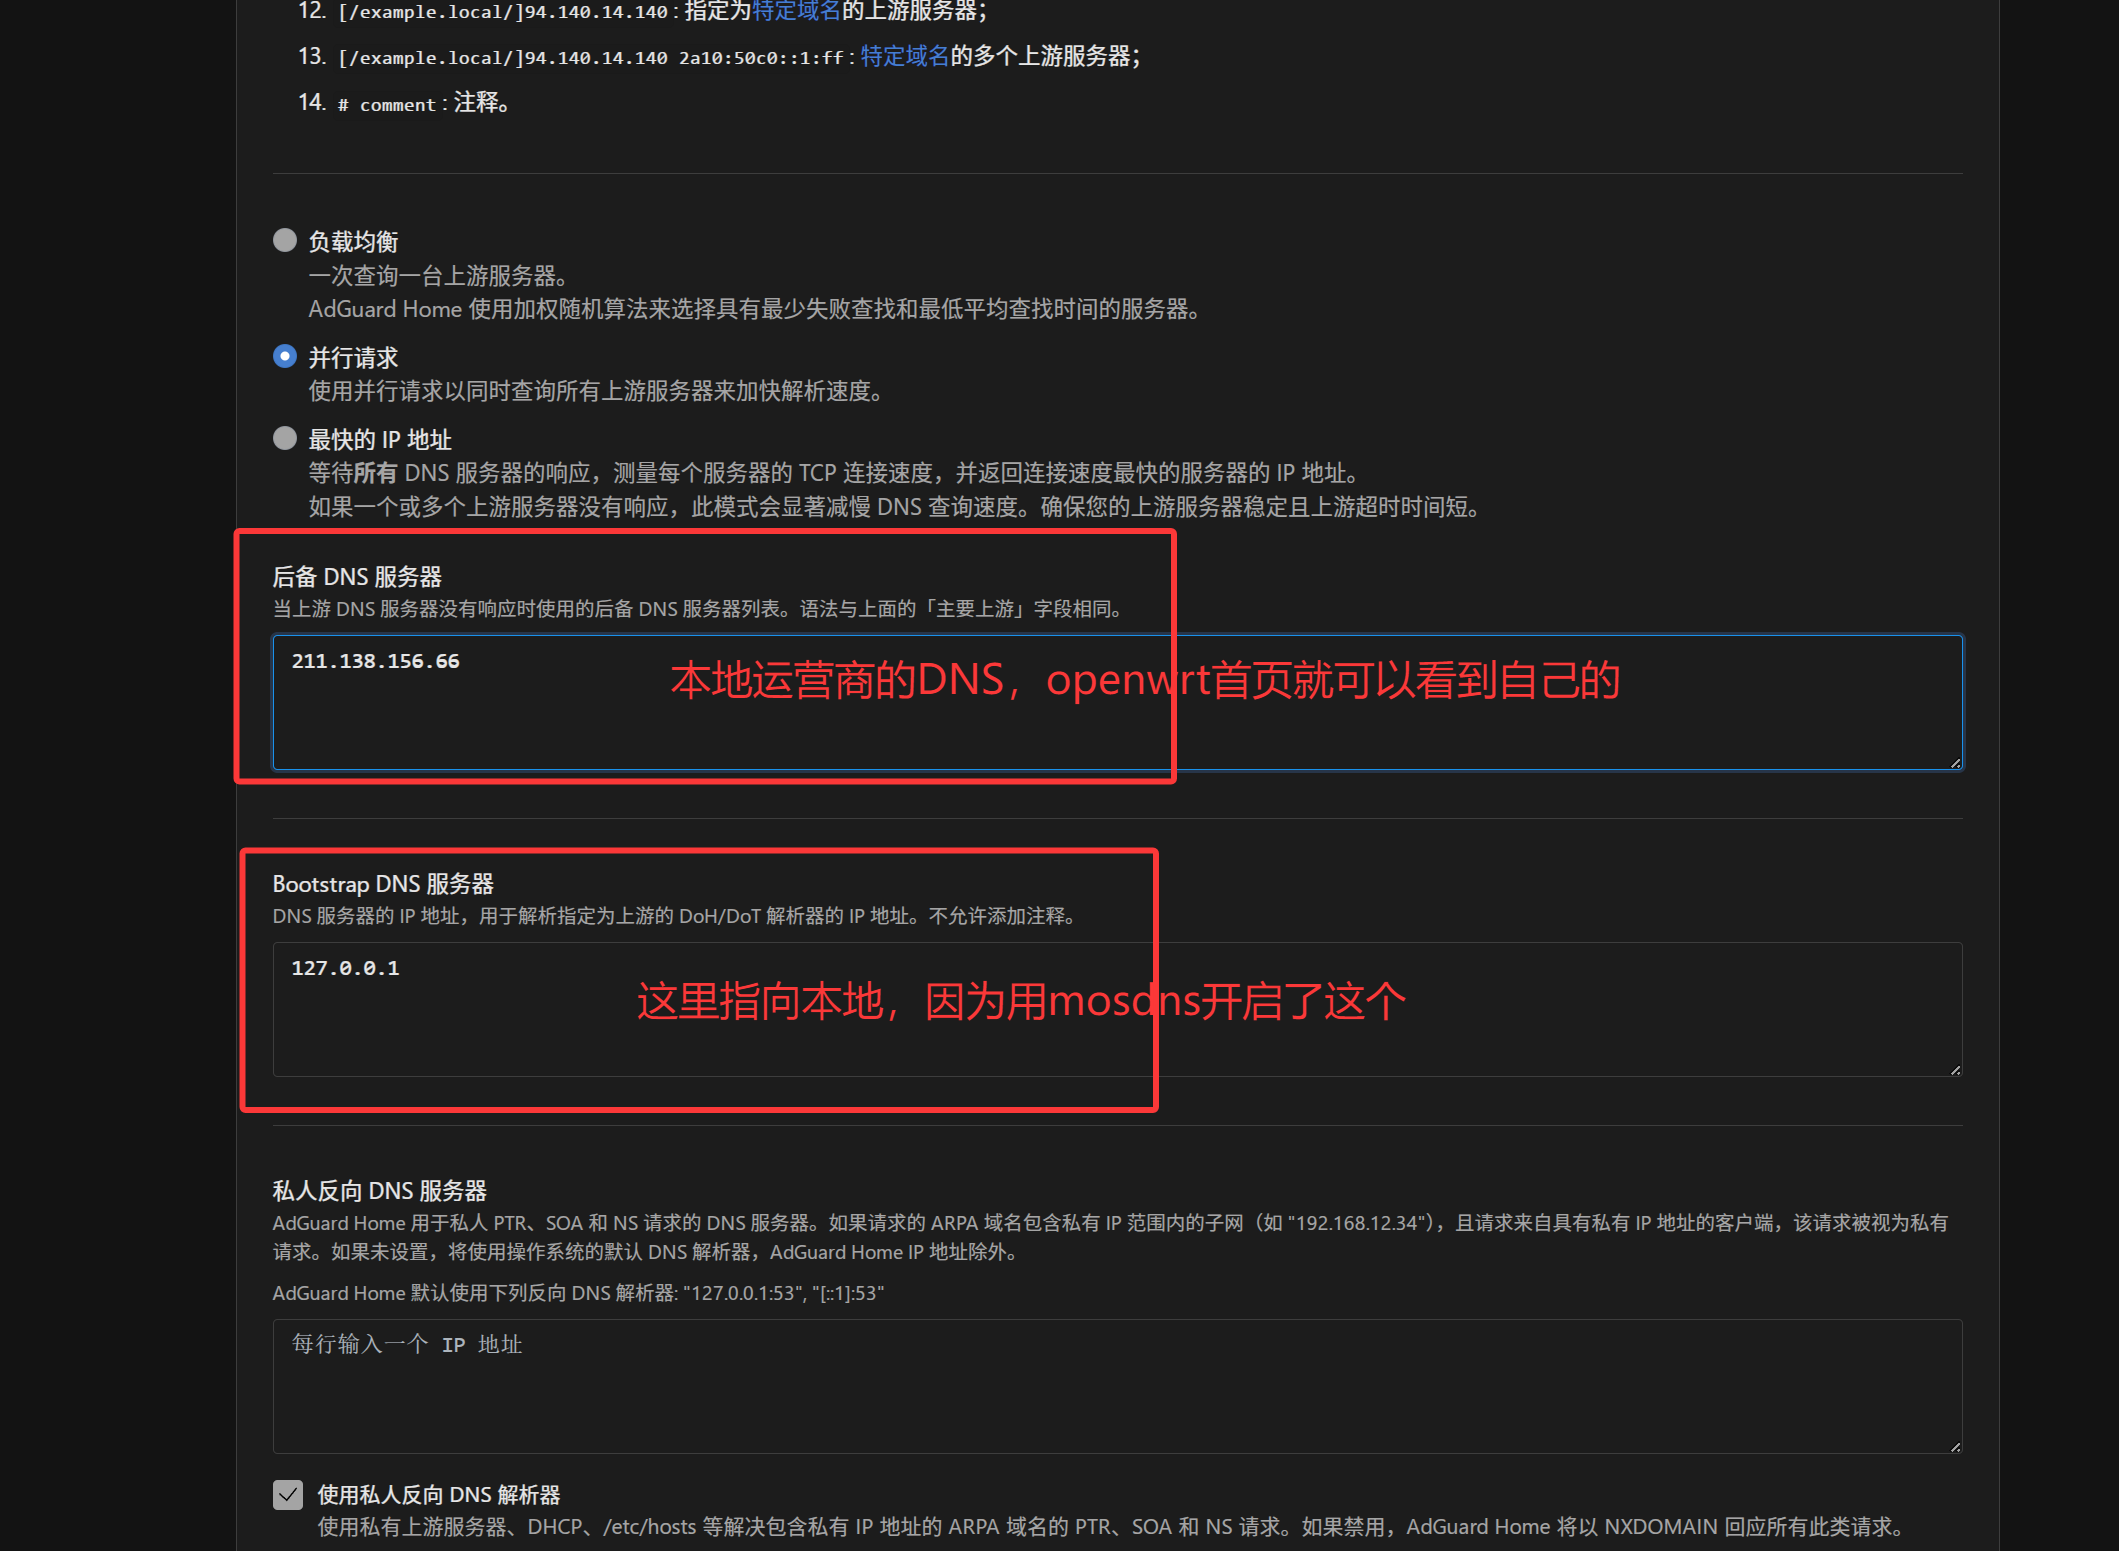 12. [/example.local/]94.140.14.140 : 指定为特定域名的上游服务器；
13. [/example.local/]94.140.14.140 2a10:50c0::1:ff : 特定域名的多个上游服务器；
14. # comment : 注释。
负载均衡
一次查询一台上游服务器。
AdGuard Home 使用加权随机算法来选择具有最少失败查找和最低平均查找时间的服务器。
并行请求
使用并行请求以同时查询所有上游服务器来加快解析速度。
最快的 IP 地址
等待所有 DNS 服务器的响应，测量每个服务器的 TCP 连接速度，并返回连接速度最快的服务器的 IP 地址。
如果一个或多个上游服务器没有响应，此模式会显著减慢 DNS 查询速度。确保您的上游服务器稳定且上游超时时间短。
后备 DNS 服务器
当上游 DNS 服务器没有响应时使用的后备 DNS 服务器列表。语法与上面的「主要上游」字段相同。
211.138.156.66
本地运营商的DNS，openwrt首页就可以看到自己的
Bootstrap DNS 服务器
DNS 服务器的 IP 地址，用于解析指定为上游的 DoH/DoT 解析器的 IP 地址。不允许添加注释。
127.0.0.1
这里指向本地，因为用mosdns开启了这个
私人反向 DNS 服务器
AdGuard Home 用于私人 PTR、SOA 和 NS 请求的 DNS 服务器。如果请求的 ARPA 域名包含私有 IP 范围内的子网（如 "192.168.12.34"），且请求来自具有私有 IP 地址的客户端，该请求被视为私有
请求。如果未设置，将使用操作系统的默认 DNS 解析器，AdGuard Home IP 地址除外。
AdGuard Home 默认使用下列反向 DNS 解析器: "127.0.0.1:53", "[::1]:53"
每行输入一个 IP 地址
使用私人反向 DNS 解析器
使用私有上游服务器、DHCP、/etc/hosts 等解决包含私有 IP 地址的 ARPA 域名的 PTR、SOA 和 NS 请求。如果禁用，AdGuard Home 将以 NXDOMAIN 回应所有此类请求。